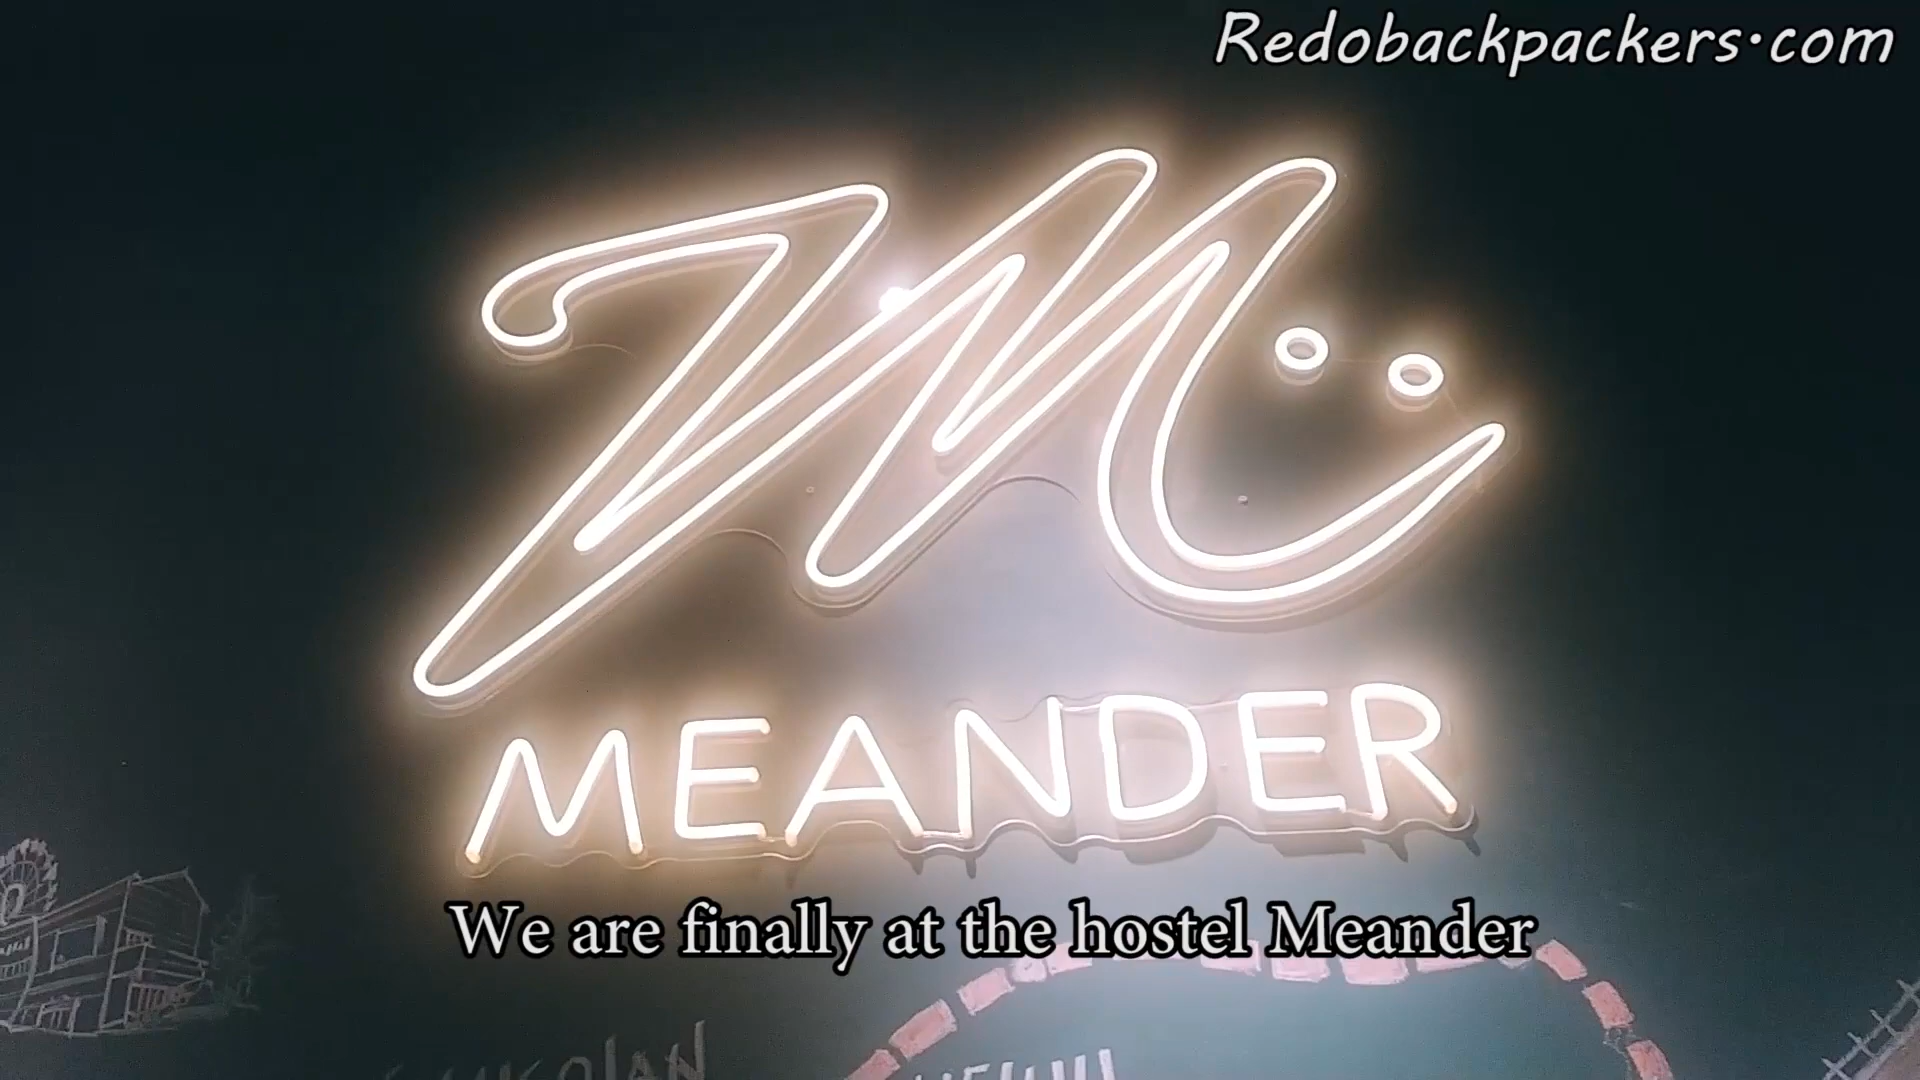 Redobackpackers.com
M
MEANDER
We are finally at the hostel Meander